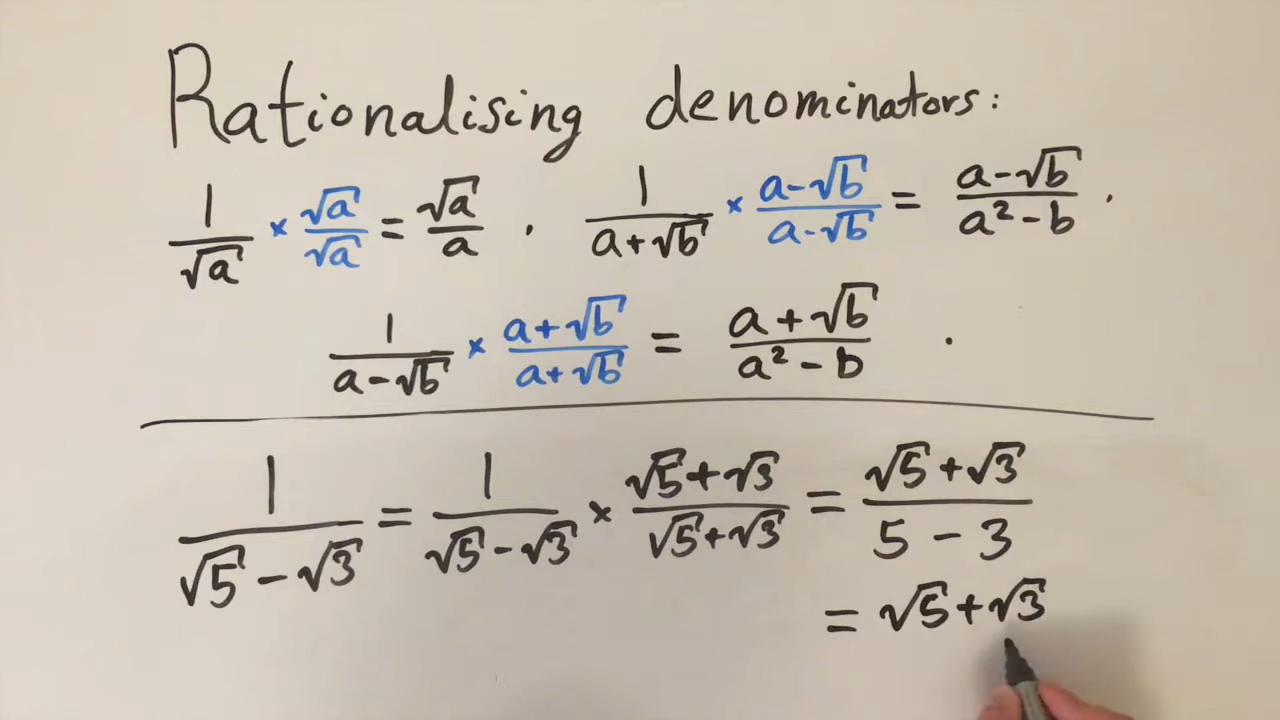 Rationalising denominators:
1/√a × √a/√a = √a/a . 1/(a+√b) × (a-√b)/(a-√b) = (a-√b)/(a²-b) .
1/(a-√b) × (a+√b)/(a+√b) = (a+√b)/(a²-b) .
1/(√5-√3) = 1/(√5-√3) × (√5+√3)/(√5+√3) = (√5+√3)/(5-3)
= √5+√3